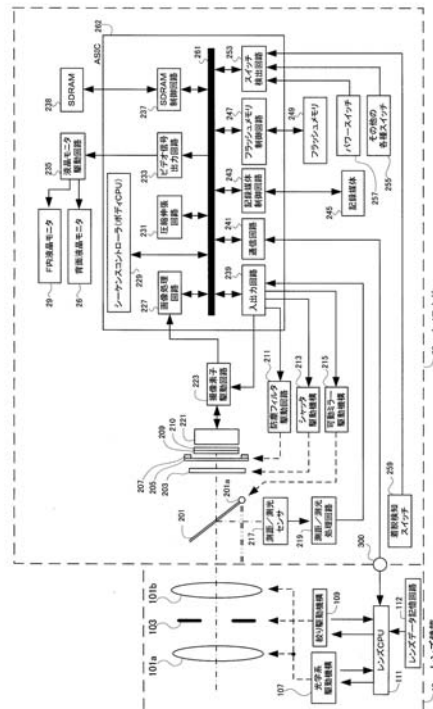 262
ASIC
261
238
SDRAM
237
SDRAM
制御回路
253
スイッチ
検出回路
235
液晶モニタ
駆動回路
233
ビデオ信号
出力回路
247
フラッシュメモリ
制御回路
249
フラッシュメモリ
パワースイッチ
257
その他の
各種スイッチ
255
29
F内液晶モニタ
26
背面液晶モニタ
231
圧縮伸張
回路
243
記録媒体
制御回路
245
記録媒体
シーケンスコントローラ(ボディCPU)
229
241
通信回路
227
画像処理
回路
239
入出力
回路
223
撮像素子
駆動回路
211
防塵フィルタ
駆動回路
213
シャッタ
駆動機構
215
可動ミラー
駆動機構
221
210
209
207
205
203
201
201a
217
測距/測光
センサ
219
測距/測光
処理回路
259
着脱検知
スイッチ
300
101b
103
101a
109
絞り駆動機構
107
光学系
駆動機構
111
レンズCPU
112
レンズデータ記憶回路